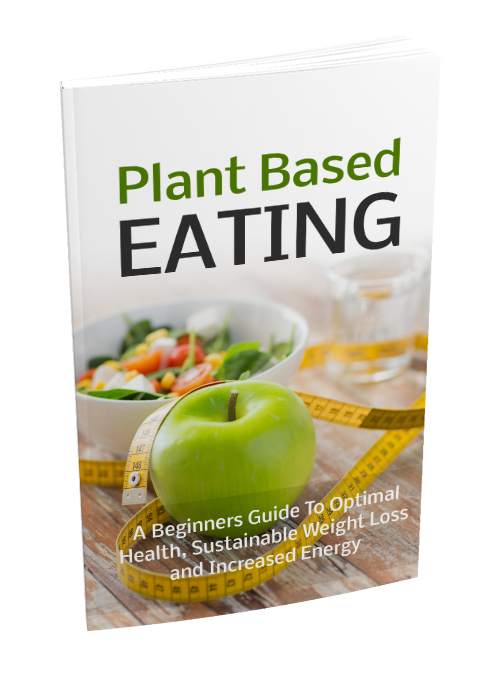 Plant Based
EATING
A Beginners Guide To Optimal
Health, Sustainable Weight Loss
and Increased Energy